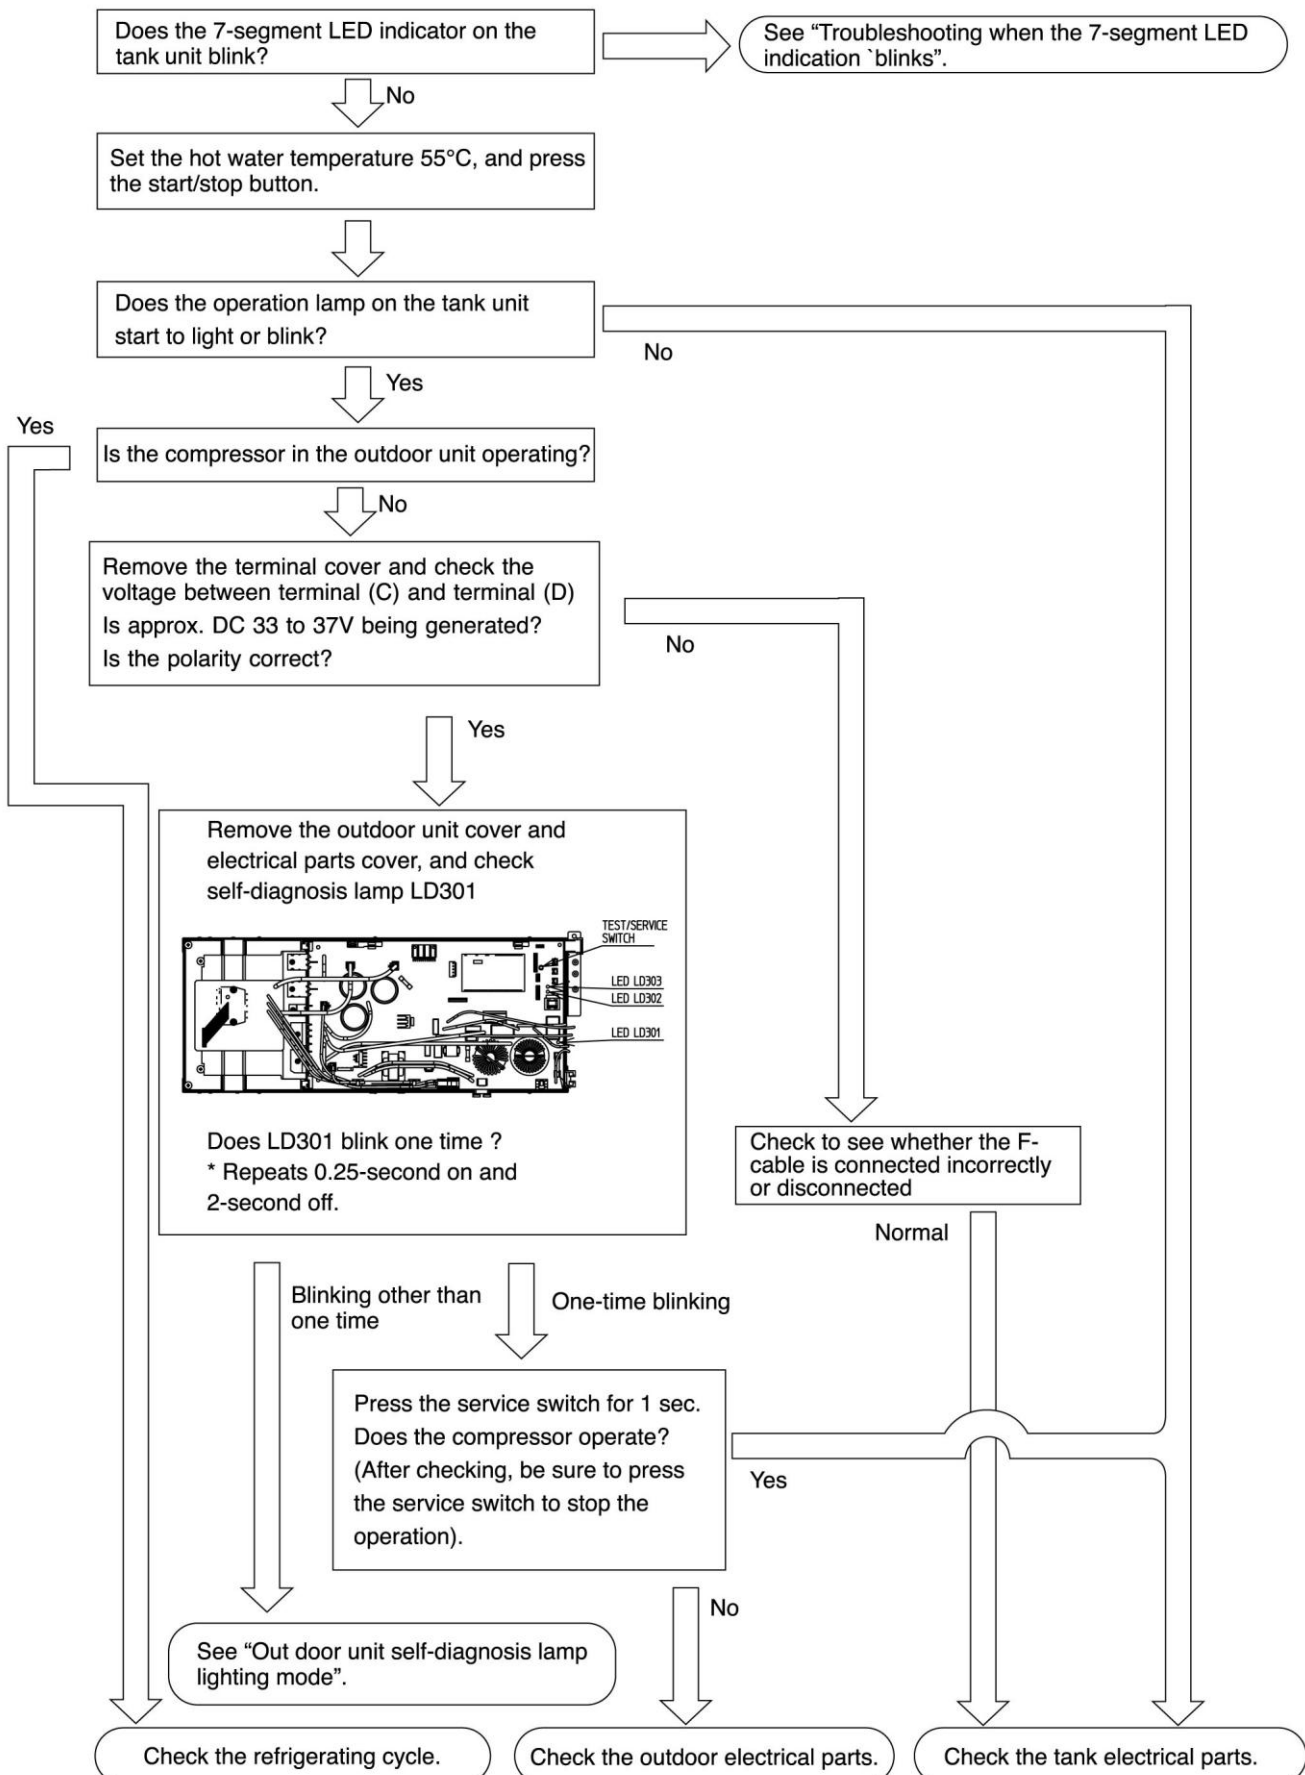 Does the 7-segment LED indicator on the
tank unit blink?
See “Troubleshooting when the 7-segment LED
indication `blinks”.
No
Set the hot water temperature 55°C, and press
the start/stop button.
Does the operation lamp on the tank unit
start to light or blink?
No
Yes
Yes
Is the compressor in the outdoor unit operating?
No
Remove the terminal cover and check the
voltage between terminal (C) and terminal (D)
Is approx. DC 33 to 37V being generated?
Is the polarity correct?
No
Yes
Remove the outdoor unit cover and
electrical parts cover, and check
self-diagnosis lamp LD301
TEST/SERVICE
SWITCH
LED LD303
LED LD302
LED LD301
Does LD301 blink one time ?
* Repeats 0.25-second on and
2-second off.
Check to see whether the F-
cable is connected incorrectly
or disconnected
Normal
Blinking other than
one time
One-time blinking
Press the service switch for 1 sec.
Does the compressor operate?
(After checking, be sure to press
the service switch to stop the
operation).
Yes
No
See “Out door unit self-diagnosis lamp
lighting mode”.
Check the refrigerating cycle.
Check the outdoor electrical parts.
Check the tank electrical parts.